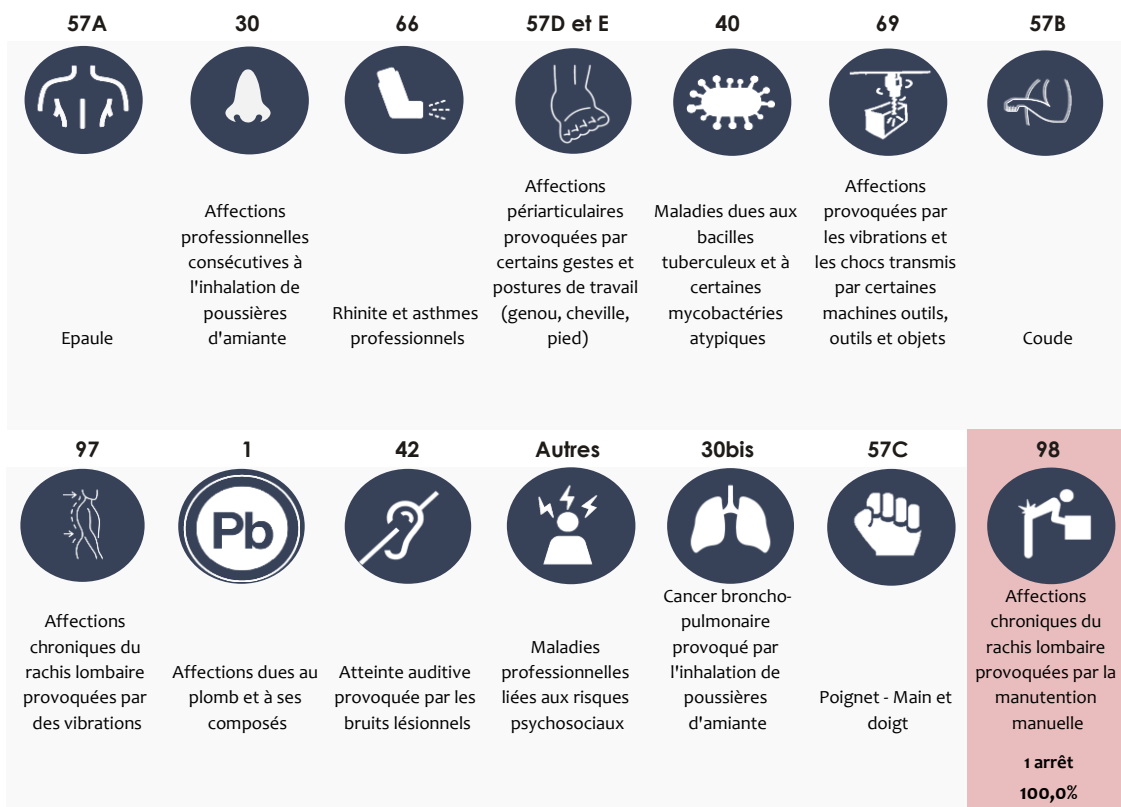 57A 30 66 57D et E 40 69 57B
Epaule
Affections
professionnelles
consécutives à
l'inhalation de
poussières
d'amiante
Rhinite et asthmes
professionnels
Affections
périarticulaires
provoquées par
certains gestes et
postures de travail
(genou, cheville,
pied)
Maladies dues aux
bacilles
tuberculeux et à
certaines
mycobactéries
atypiques
Affections
provoquées par
les vibrations et
les chocs transmis
par certaines
machines outils,
outils et objets
Coude
97 1 42 Autres 30bis 57C 98
Pb
Affections
chroniques du
rachis lombaire
provoquées par
des vibrations
Affections dues au
plomb et à ses
composés
Atteinte auditive
provoquée par les
bruits lésionnels
Maladies
professionnelles
liées aux risques
psychosociaux
Cancer broncho-
pulmonaire
provoqué par
l'inhalation de
poussières
d'amiante
Poignet - Main et
doigt
Affections
chroniques du
rachis lombaire
provoquées par la
manutention
manuelle
1 arrêt
100,0%